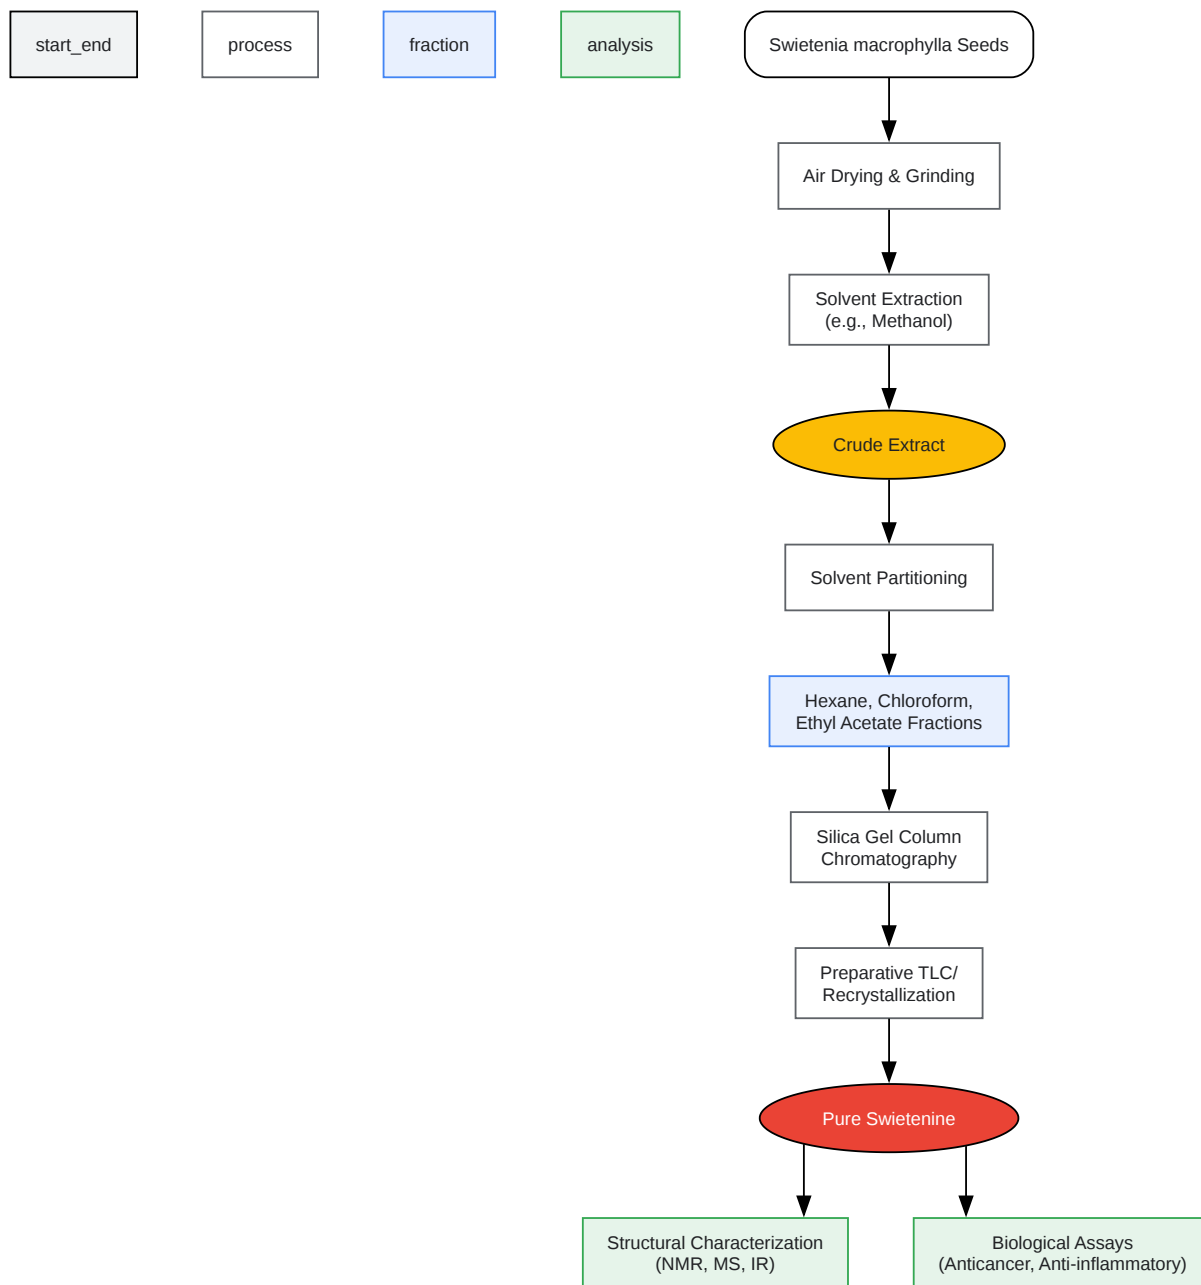 start_end
process
fraction
analysis
Swietenia macrophylla Seeds
Air Drying & Grinding
Solvent Extraction
(e.g., Methanol)
Crude Extract
Solvent Partitioning
Hexane, Chloroform,
Ethyl Acetate Fractions
Silica Gel Column
Chromatography
Preparative TLC/
Recrystallization
Pure Swietenine
Structural Characterization
(NMR, MS, IR)
Biological Assays
(Anticancer, Anti-inflammatory)